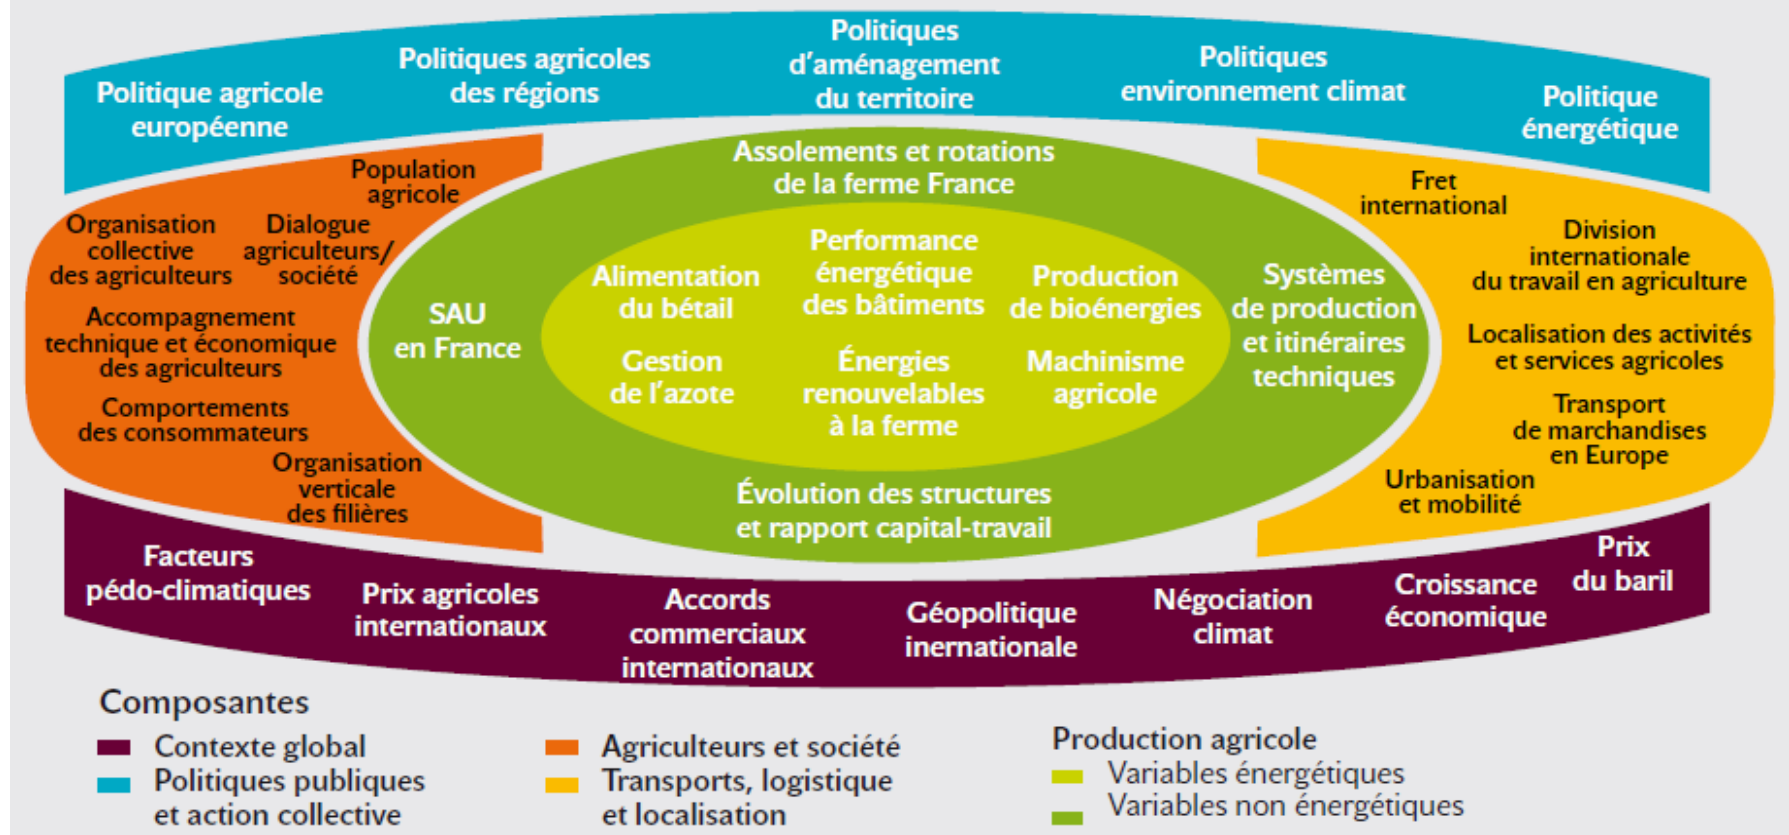 Politique agricole
européenne
Politiques agricoles
des régions
Politiques
d'aménagement
du territoire
Politiques
environnement climat
Politique
énergétique
Population
agricole
Organisation
collective
des agriculteurs
Dialogue
agriculteurs/
société
Accompagnement
technique et économique
des agriculteurs
Comportements
des consommateurs
Organisation
verticale
des filières
Assolements et rotations
de la ferme France
SAU
en France
Alimentation
du bétail
Performance
énergétique
des bâtiments
Production
de bioénergies
Gestion
de l'azote
Énergies
renouvelables
à la ferme
Machinisme
agricole
Systèmes
de production
et itinéraires
techniques
Évolution des structures
et rapport capital-travail
Fret
international
Division
internationale
du travail en agriculture
Localisation des activités
et services agricoles
Transport
de marchandises
en Europe
Urbanisation
et mobilité
Facteurs
pédo-climatiques
Prix agricoles
internationaux
Accords
commerciaux
internationaux
Géopolitique
inernationale
Négociation
climat
Croissance
économique
Prix
du baril
Composantes
Contexte global
Politiques publiques
et action collective
Agriculteurs et société
Transports, logistique
et localisation
Production agricole
Variables énergétiques
Variables non énergétiques